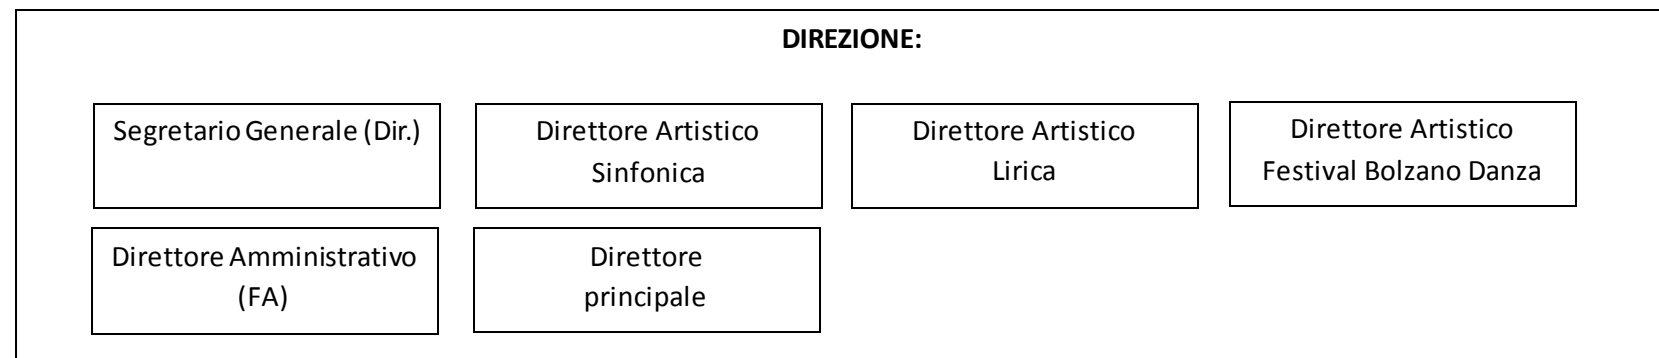 DIREZIONE:
Segretario Generale (Dir.)
Direttore Artistico
Sinfonica
Direttore Artistico
Lirica
Direttore Artistico
Festival Bolzano Danza
Direttore Amministrativo
(FA)
Direttore
principale